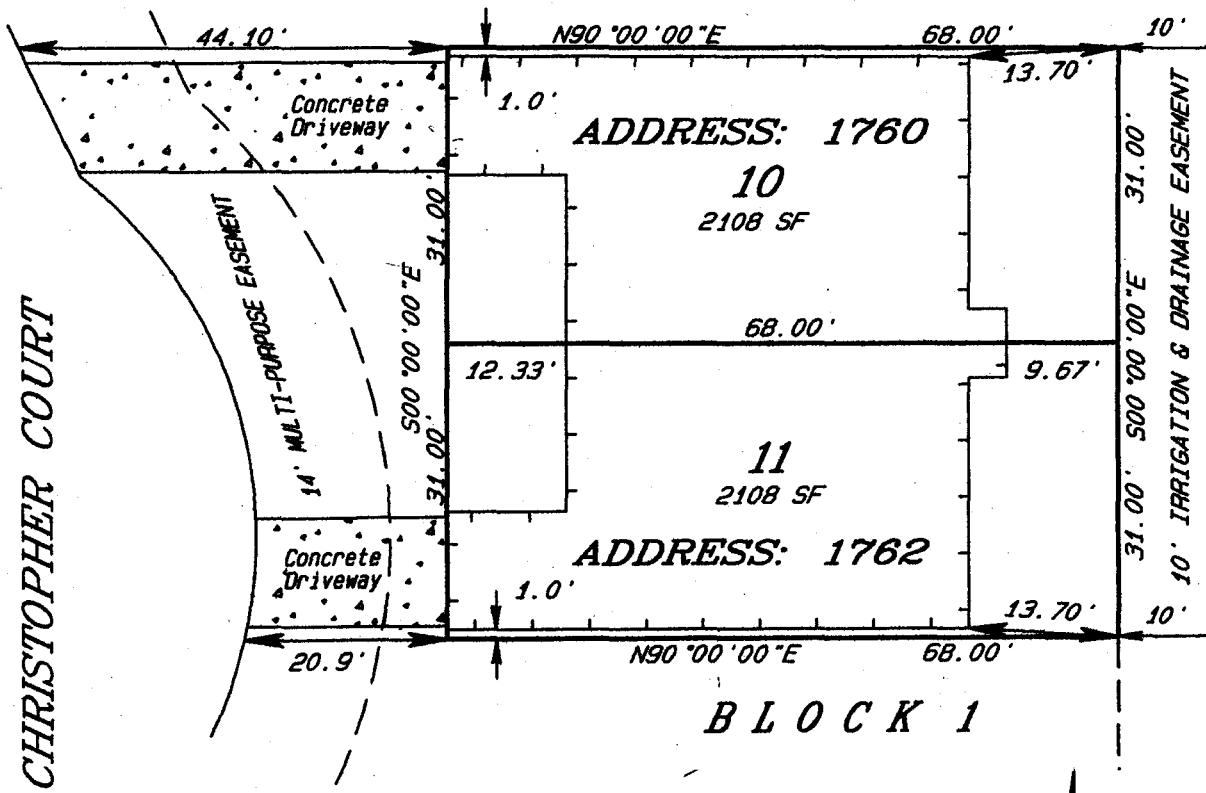 44.10'
N90°00'00"E
68.00'
10'
13.70'
1.0'
Concrete
Driveway
ADDRESS: 1760
10
2108 SF
31.00'
31.00'
14' MULTI-PURPOSE EASEMENT
S00°00'00"E
68.00'
12.33'
9.67'
S00°00'00"E
10' IRRIGATION & DRAINAGE EASEMENT
CHRISTOPHER COURT
31.00'
31.00'
11
2108 SF
ADDRESS: 1762
Concrete
Driveway
1.0'
13.70'
10'
20.9'
N90°00'00"E
68.00'
BLOCK 1